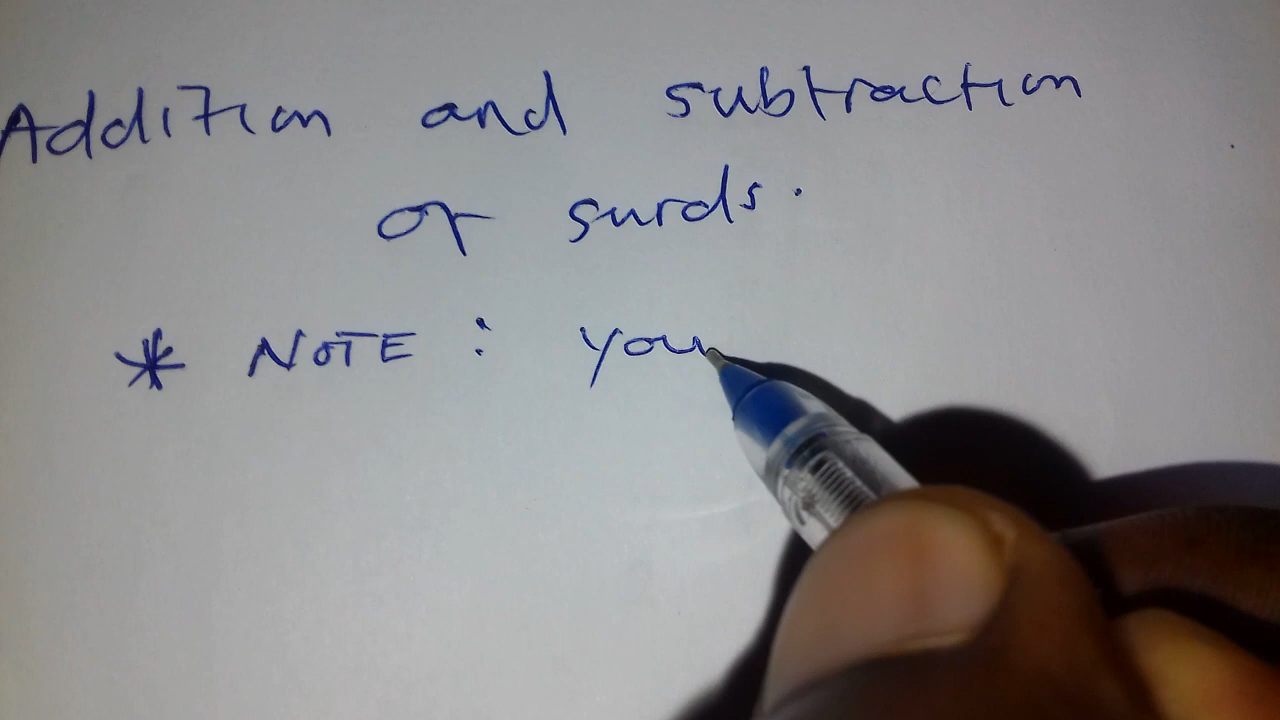 Addition and subtraction
of surds.
* NOTE : you